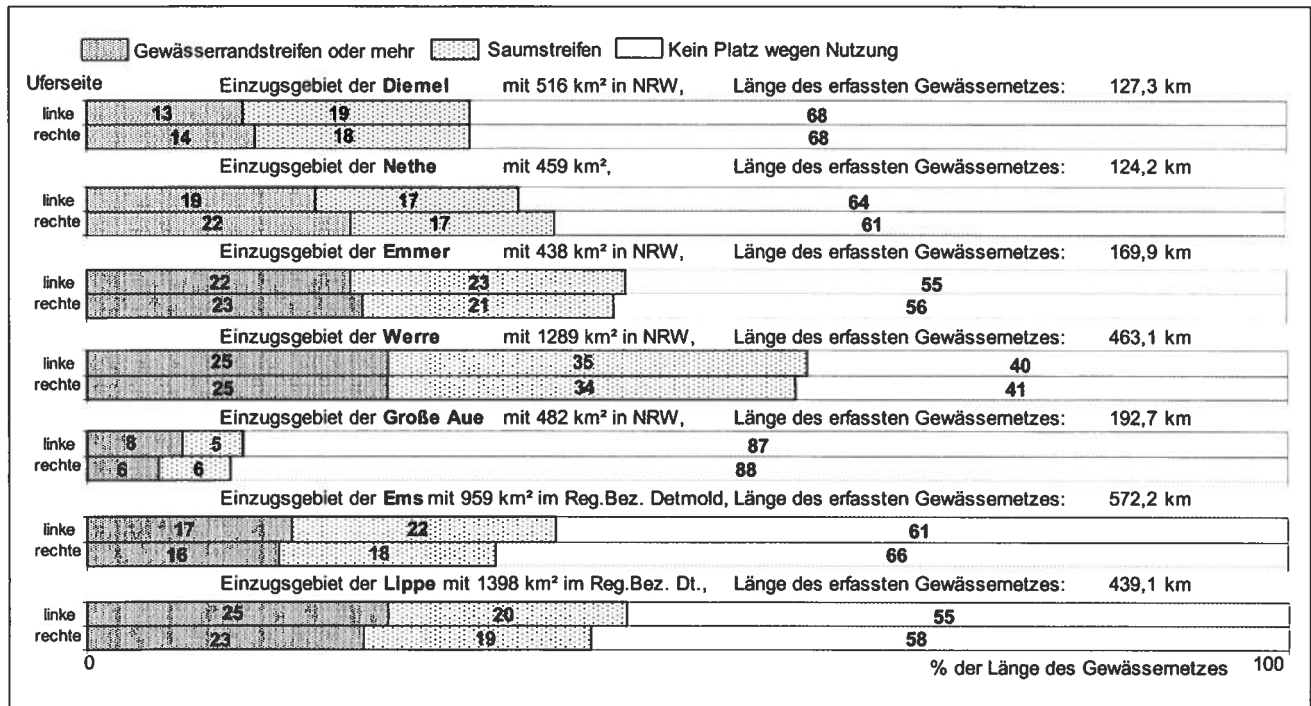 Gewässerrandstreifen oder mehr Saumstreifen Kein Platz wegen Nutzung
Uferseite Einzugsgebiet der Diemel mit 516 km² in NRW, Länge des erfassten Gewässernetzes: 127,3 km
linke 13 19 68
rechte 14 18 68
Einzugsgebiet der Nethe mit 459 km², Länge des erfassten Gewässernetzes: 124,2 km
linke 19 17 64
rechte 22 17 61
Einzugsgebiet der Emmer mit 438 km² in NRW, Länge des erfassten Gewässernetzes: 169,9 km
linke 22 23 55
rechte 23 21 56
Einzugsgebiet der Werre mit 1289 km² in NRW, Länge des erfassten Gewässernetzes: 463,1 km
linke 25 35 40
rechte 25 34 41
Einzugsgebiet der Große Aue mit 482 km² in NRW, Länge des erfassten Gewässernetzes: 192,7 km
linke 8 5 87
rechte 6 6 88
Einzugsgebiet der Ems mit 959 km² im Reg.Bez. Detmold, Länge des erfassten Gewässernetzes: 572,2 km
linke 17 22 61
rechte 16 18 66
Einzugsgebiet der Lippe mit 1398 km² im Reg.Bez. Dt., Länge des erfassten Gewässernetzes: 439,1 km
linke 25 20 55
rechte 23 19 58
0 % der Länge des Gewässernetzes 100